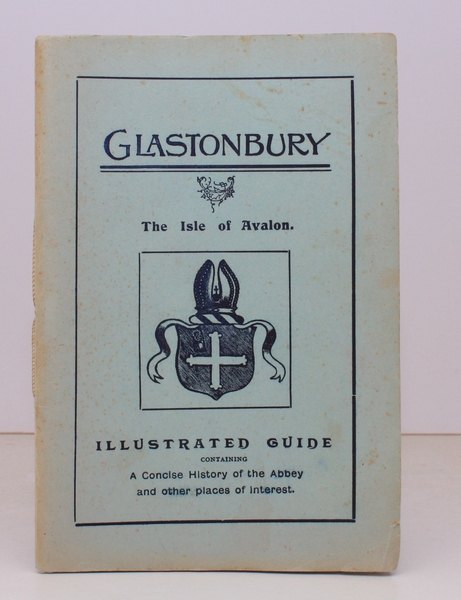 GLASTONBURY
The Isle of Avalon.
ILLUSTRATED GUIDE
CONTAINING
A Concise History of the Abbey
and other places of interest.